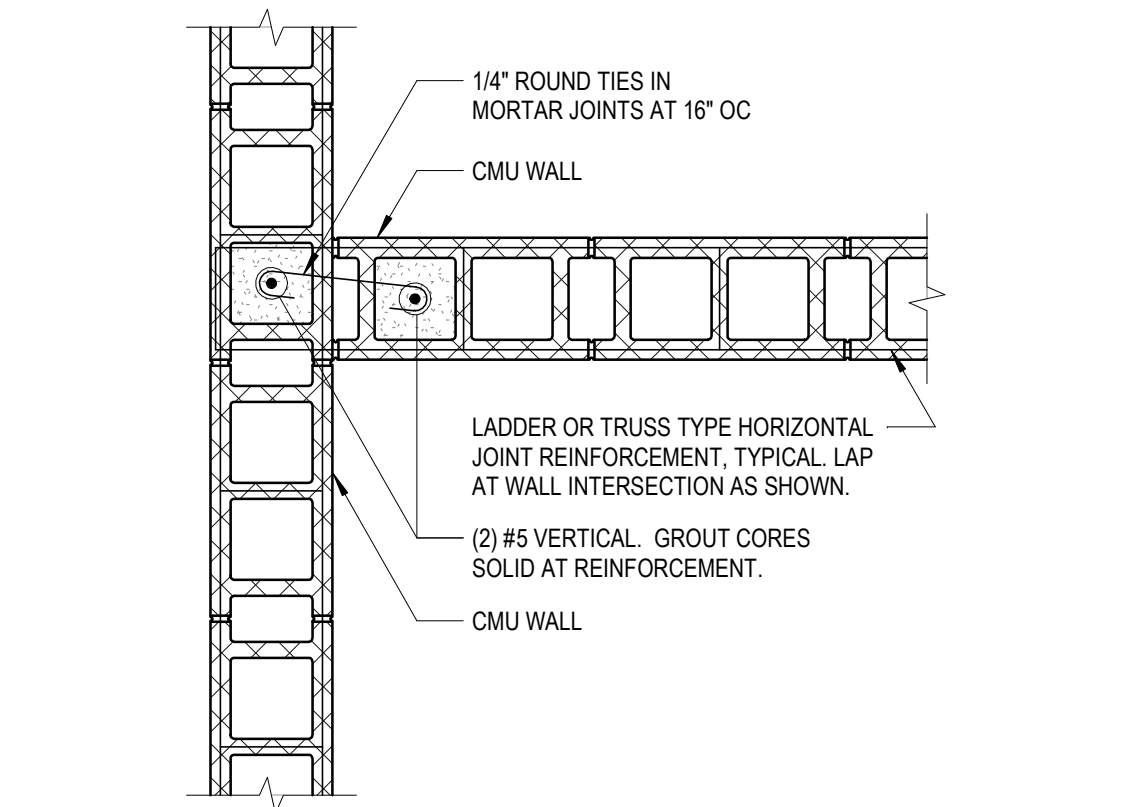 1/4" ROUND TIES IN
MORTAR JOINTS AT 16" OC
CMU WALL
LADDER OR TRUSS TYPE HORIZONTAL
JOINT REINFORCEMENT, TYPICAL. LAP
AT WALL INTERSECTION AS SHOWN.
(2) #5 VERTICAL. GROUT CORES
SOLID AT REINFORCEMENT.
CMU WALL